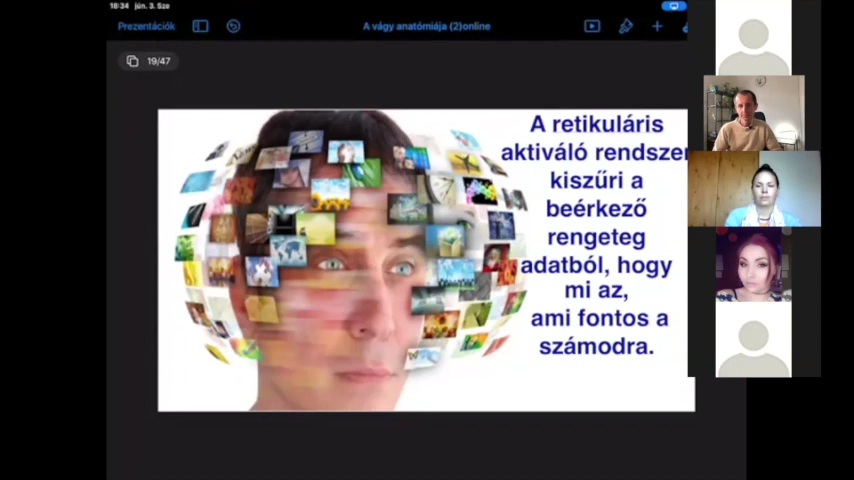 18:34 jún. 3. Sze
Prezentációk
A vágy anatómiája (2)online
19/47
A retikuláris
aktiváló rendszer
kiszűri a
beérkező
rengeteg
adatból, hogy
mi az,
ami fontos a
számodra.